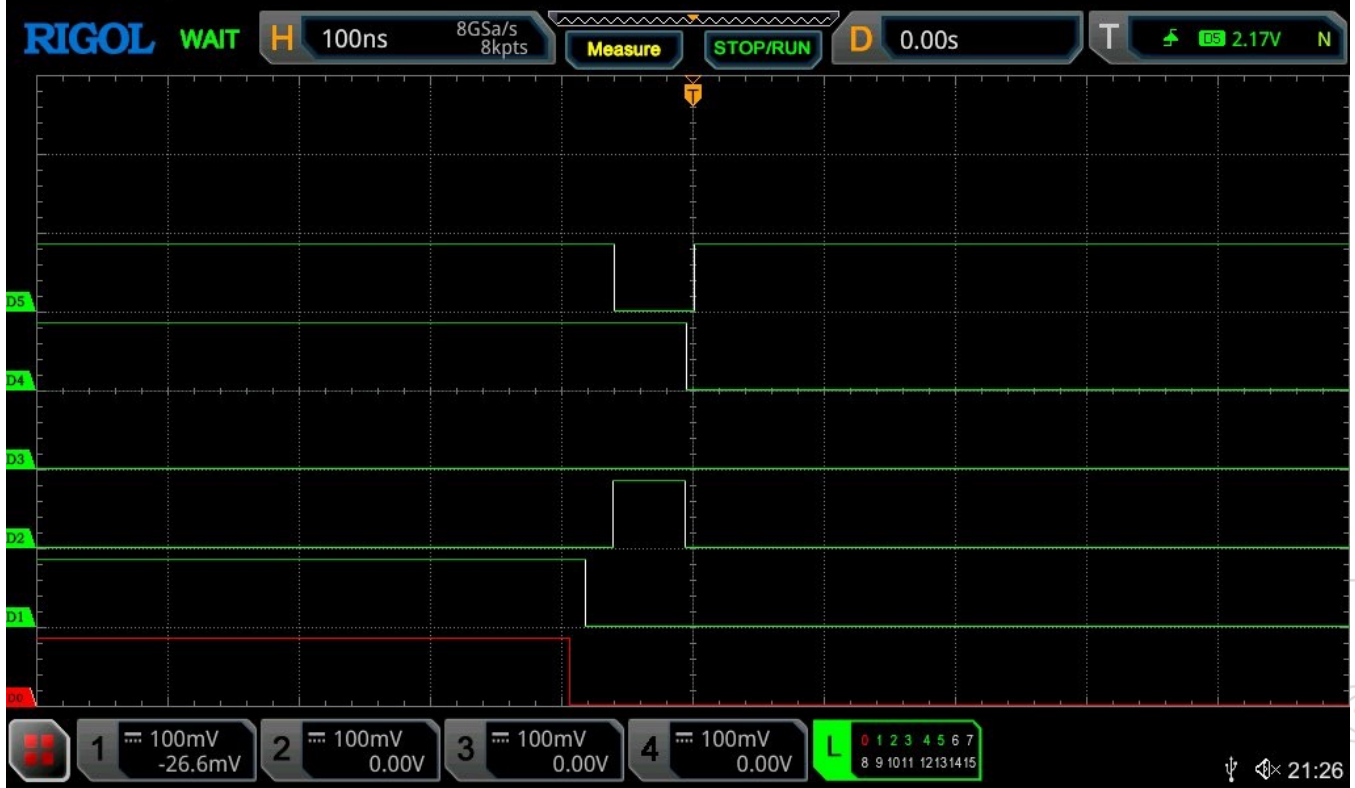 RIGOL WAIT H 100ns 8GSa/s 8kpts Measure STOP/RUN D 0.00s T D5 2.17V N
T
D5
D4
D3
D2
D1
D0
1 100mV -26.6mV 2 100mV 0.00V 3 100mV 0.00V 4 100mV 0.00V L 0 1 2 3 4 5 6 7
8 9 10 11 12 13 14 15
21:26